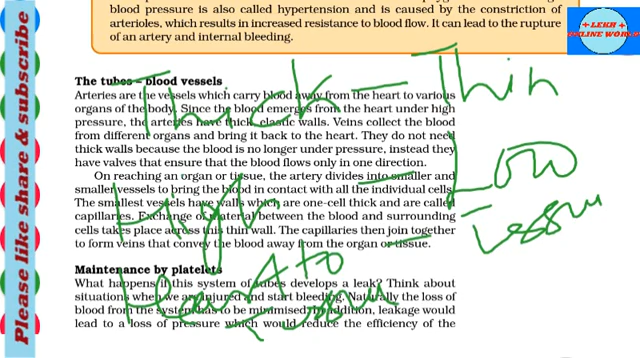 blood pressure is also called hypertension and is caused by the constriction of
arterioles, which results in increased resistance to blood flow. It can lead to the rupture
of an artery and internal bleeding.
LEKH
ONLINE WORLD
Please like share & subscribe
The tubes – blood vessels
Arteries are the vessels which carry blood away from the heart to various
organs of the body. Since the blood emerges from the heart under high
pressure, the arteries have thick, elastic walls. Veins collect the blood
from different organs and bring it back to the heart. They do not need
thick walls because the blood is no longer under pressure, instead they
have valves that ensure that the blood flows only in one direction.
On reaching an organ or tissue, the artery divides into smaller and
smaller vessels to bring the blood in contact with all the individual cells.
The smallest vessels have walls which are one-cell thick and are called
capillaries. Exchange of material between the blood and surrounding
cells takes place across this thin wall. The capillaries then join together
to form veins that convey the blood away from the organ or tissue.
Maintenance by platelets
What happens if this system of tubes develops a leak? Think about
situations when we are injured and start bleeding. Naturally the loss of
blood from the system has to be minimised. In addition, leakage would
lead to a loss of pressure which would reduce the efficiency of the
Thick – Thin
High – Low
Heart to – Tissu
Tissue